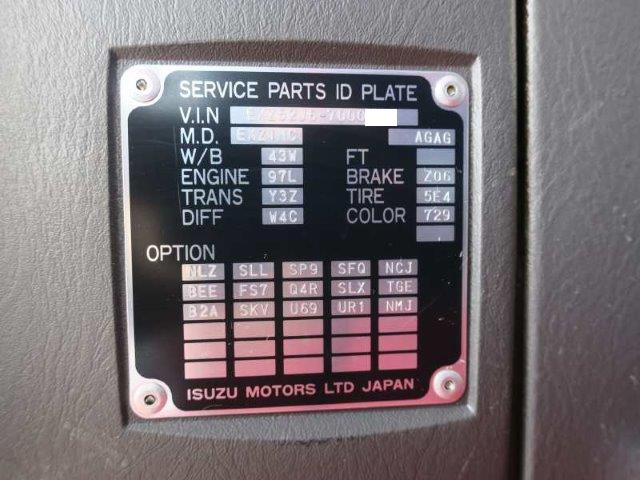 SERVICE PARTS ID PLATE
V.I.N EXZ52J5-7000
M.D. AGAG
W/B 43W FT
ENGINE 97L BRAKE Z06
TRANS Y3Z TIRE 5E4
DIFF W4C COLOR 729
OPTION
NLZ SLL SP9 SFQ NCJ
BEE FS7 Q4R SLX TGE
B2A SKV U69 UR1 NMJ
ISUZU MOTORS LTD JAPAN